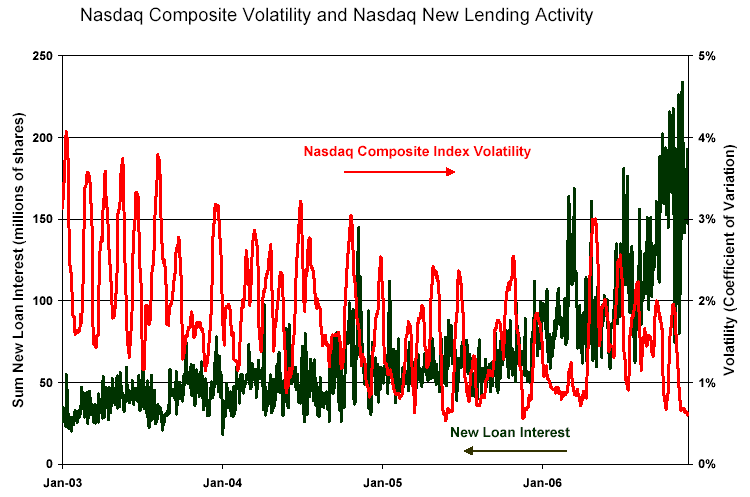 Nasdaq Composite Volatility and Nasdaq New Lending Activity
250
200
150
100
50
0
Sum New Loan Interest (millions of shares)
Nasdaq Composite Index Volatility
New Loan Interest
5%
4%
3%
2%
1%
0%
Volatility (Coefficient of Variation)
Jan-03
Jan-04
Jan-05
Jan-06